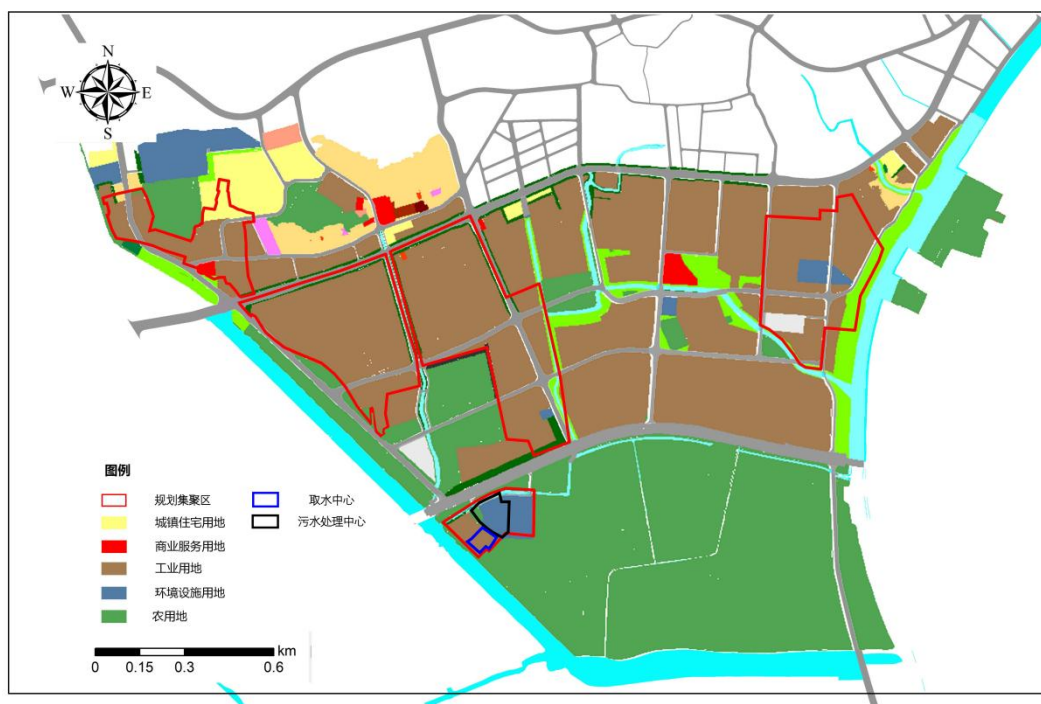 N
W E
S
图例
规划集聚区 取水中心
城镇住宅用地 污水处理中心
商业服务用地
工业用地
环境设施用地
农用地
km
0 0.15 0.3 0.6